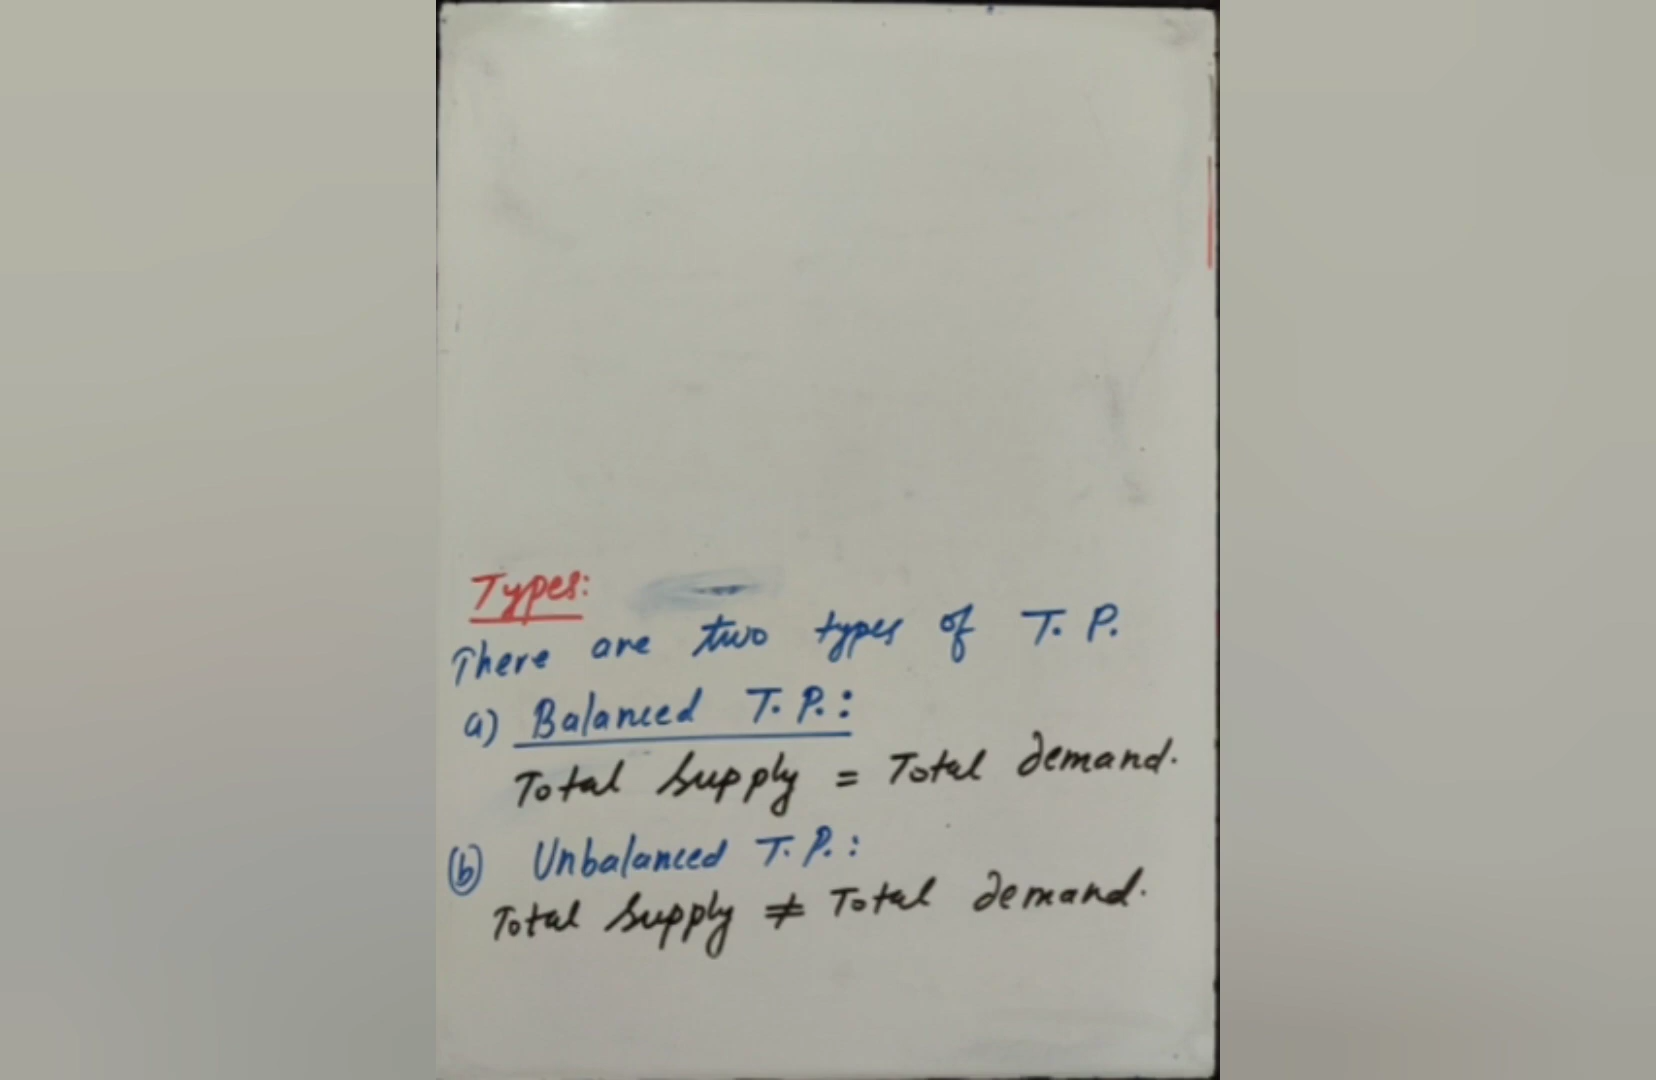 Types:
There are two types of T. P.
a) Balanced T. P.:
Total supply = Total demand.
(b) Unbalanced T. P.:
Total supply ≠ Total demand.